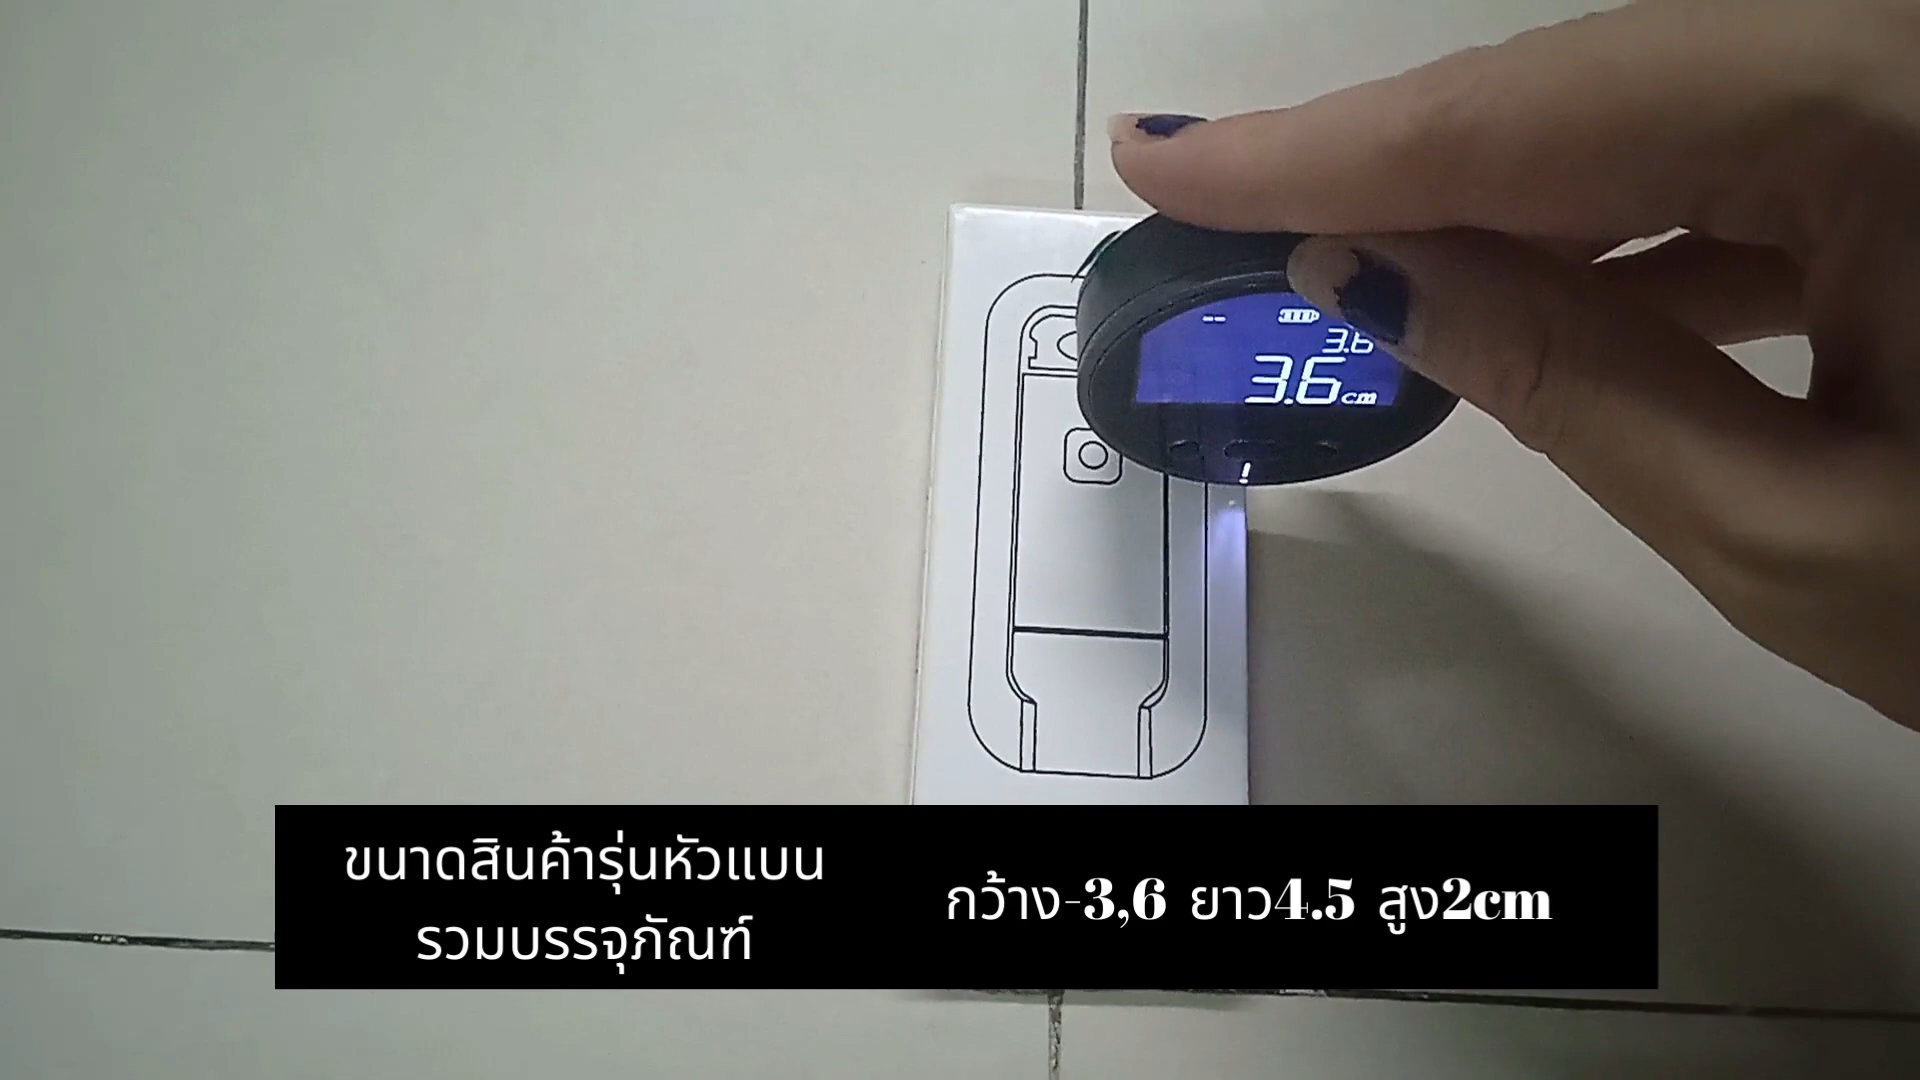 --
3.6
3.6cm
!
ขนาดสินค้ารุ่นหัวแบน
รวมบรรจุภัณฑ์
กว้าง-3,6 ยาว4.5 สูง2cm